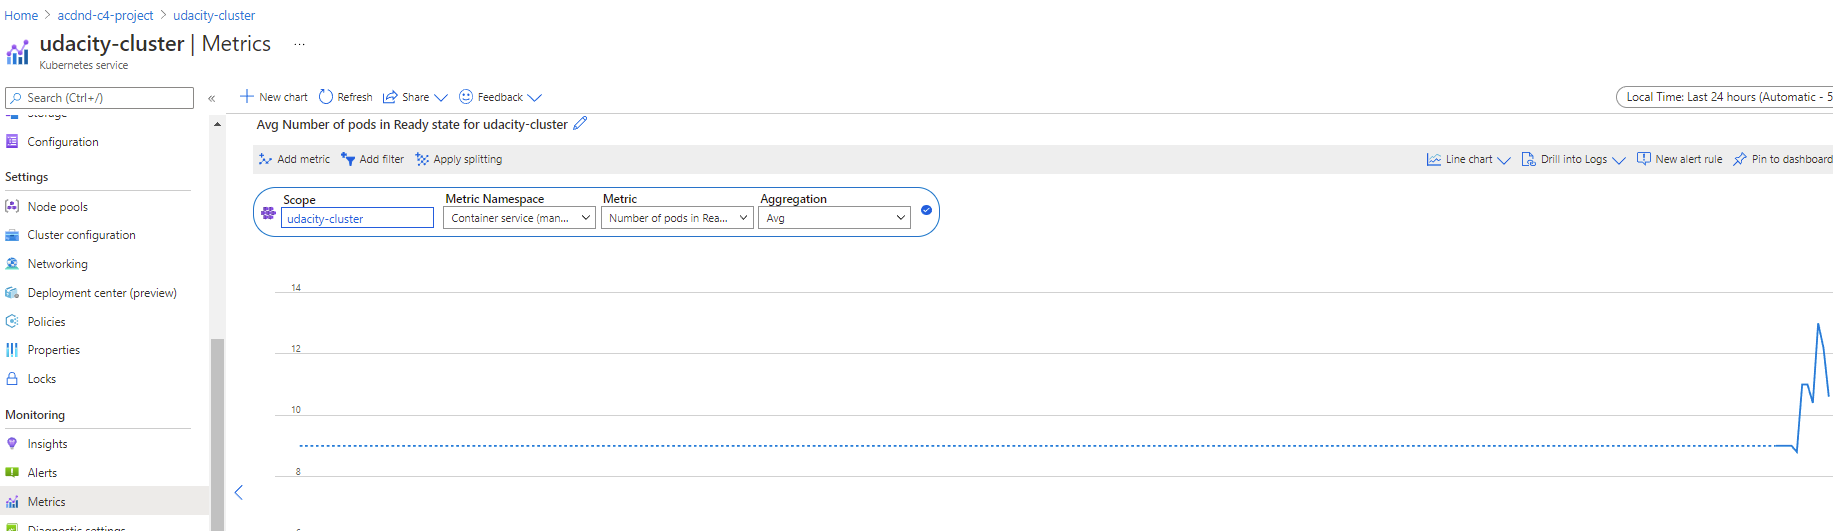 Home > acdnd-c4-project > udacity-cluster
udacity-cluster | Metrics ...
Kubernetes service
Search (Ctrl+/)
«
New chart Refresh Share Feedback
Local Time: Last 24 hours (Automatic - 5
Storage
Configuration
Settings
Node pools
Cluster configuration
Networking
Deployment center (preview)
Policies
Properties
Locks
Monitoring
Insights
Alerts
Metrics
Diagnostic settings
Avg Number of pods in Ready state for udacity-cluster
Add metric Add filter Apply splitting
Line chart Drill into Logs New alert rule Pin to dashboard
Scope Metric Namespace Metric Aggregation
udacity-cluster Container service (man... Number of pods in Rea... Avg
14
12
10
8